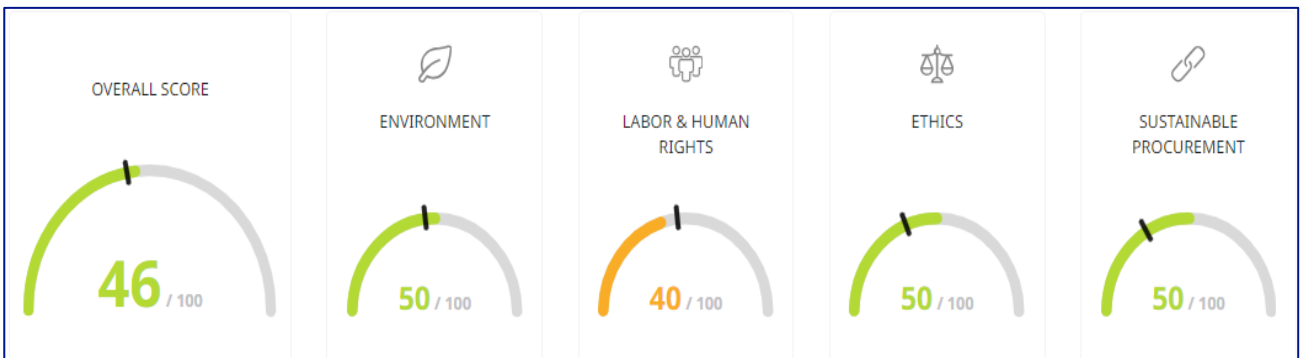 OVERALL SCORE
46 / 100
ENVIRONMENT
50 / 100
LABOR & HUMAN
RIGHTS
40 / 100
ETHICS
50 / 100
SUSTAINABLE
PROCUREMENT
50 / 100